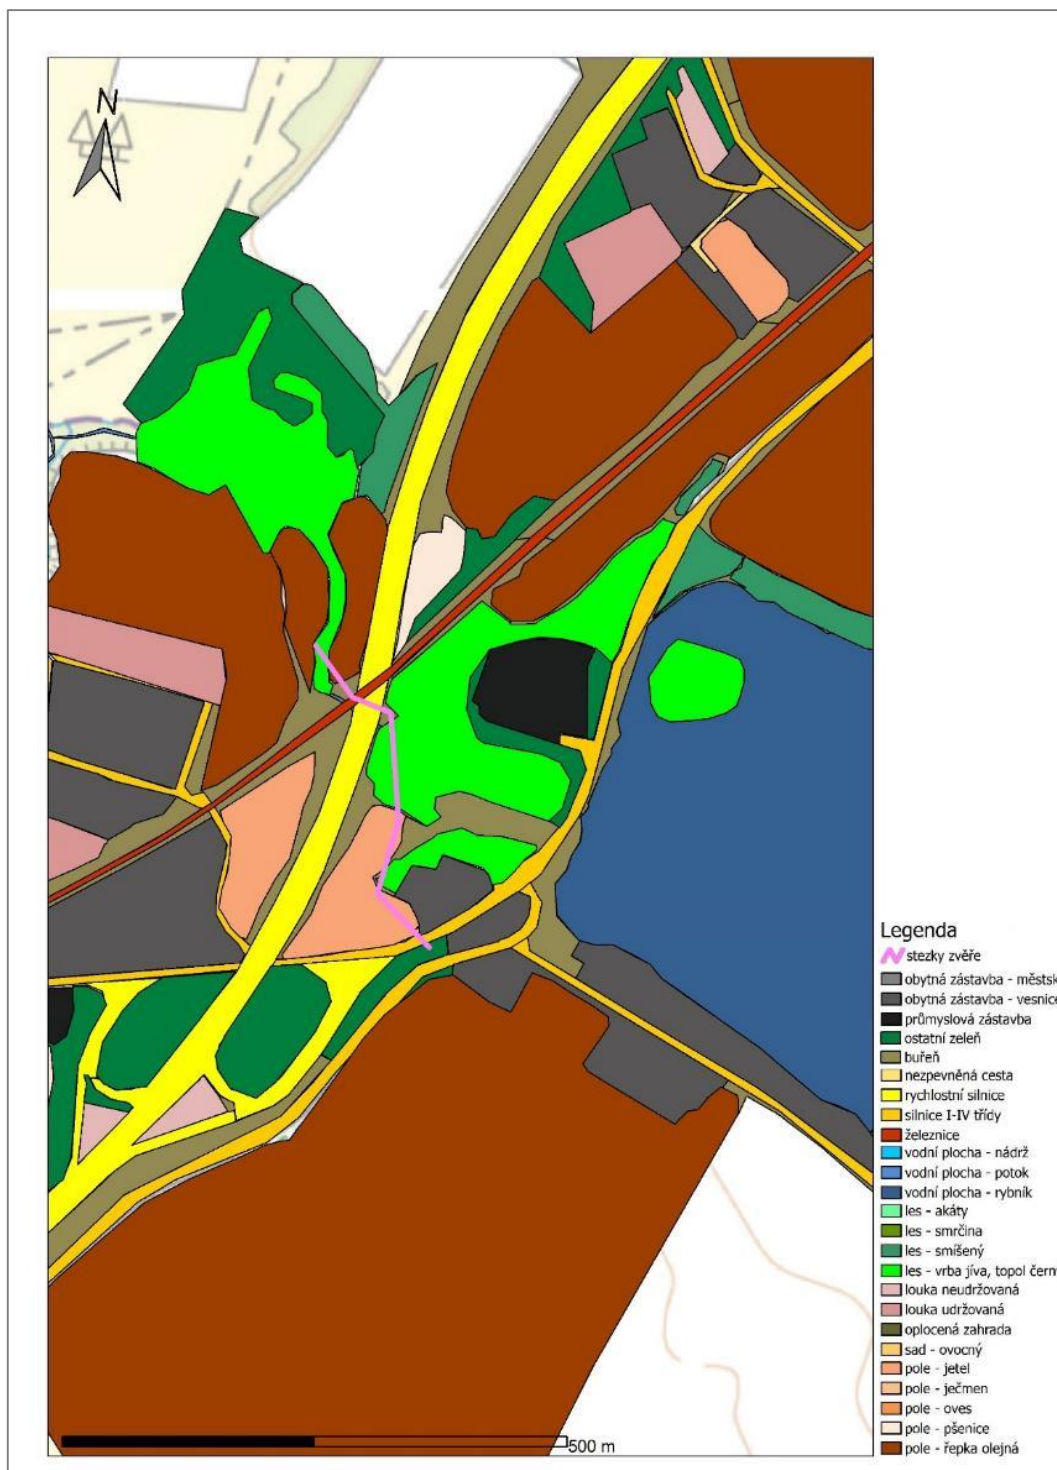 N
Legenda
stezky zvěře
obytná zástavba - městsk
obytná zástavba - vesnice
průmyslová zástavba
ostatní zeleň
buřeň
nezpevněná cesta
rychlostní silnice
silnice I-IV třídy
železnice
vodní plocha - nádrž
vodní plocha - potok
vodní plocha - rybník
les - akáty
les - smrčina
les - smíšený
les - vrba jíva, topol čern
louka neudržovaná
louka udržovaná
oplocená zahrada
sad - ovocný
pole - jetel
pole - ječmen
pole - oves
pole - pšenice
pole - řepka olejná
500 m